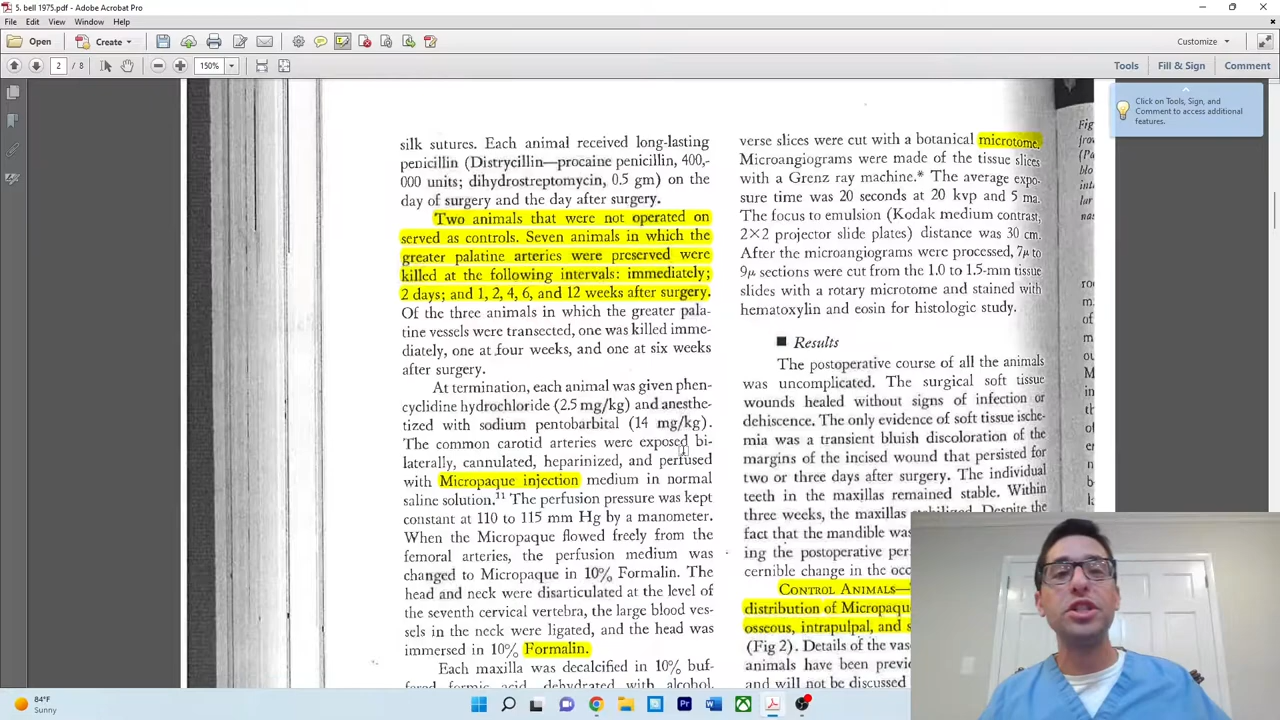 5. bell 1975.pdf - Adobe Acrobat Pro
File Edit View Window Help
Open
Create
Customize
2 / 8
150%
Tools
Fill & Sign
Comment
Click on Tools, Sign, and
Comment to access additional
features.
silk sutures. Each animal received long-lasting
penicillin (Distrycillin—procaine penicillin, 400,-
000 units; dihydrostreptomycin, 0.5 gm) on the
day of surgery and the day after surgery.
Two animals that were not operated on
served as controls. Seven animals in which the
greater palatine arteries were preserved were
killed at the following intervals: immediately;
2 days; and 1, 2, 4, 6, and 12 weeks after surgery.
Of the three animals in which the greater pala-
tine vessels were transected, one was killed imme-
diately, one at four weeks, and one at six weeks
after surgery.
At termination, each animal was given phen-
cyclidine hydrochloride (2.5 mg/kg) and anesthe-
tized with sodium pentobarbital (14 mg/kg).
The common carotid arteries were exposed bi-
laterally, cannulated, heparinized, and perfused
with Micropaque injection medium in normal
saline solution.11 The perfusion pressure was kept
constant at 110 to 115 mm Hg by a manometer.
When the Micropaque flowed freely from the
femoral arteries, the perfusion medium was
changed to Micropaque in 10% Formalin. The
head and neck were disarticulated at the level of
the seventh cervical vertebra, the large blood ves-
sels in the neck were ligated, and the head was
immersed in 10% Formalin.
Each maxilla was decalcified in 10% buf-
fered formic acid, dehydrated with alcohol,
verse slices were cut with a botanical microtome.
Microangiograms were made of the tissue slices
with a Grenz ray machine.* The average expo-
sure time was 20 seconds at 20 kvp and 5 ma.
The focus to emulsion (Kodak medium contrast,
2×2 projector slide plates) distance was 30 cm.
After the microangiograms were processed, 7μ to
9μ sections were cut from the 1.0 to 1.5-mm tissue
slides with a rotary microtome and stained with
hematoxylin and eosin for histologic study.
■ Results
The postoperative course of all the animals
was uncomplicated. The surgical soft tissue
wounds healed without signs of infection or
dehiscence. The only evidence of soft tissue ische-
mia was a transient bluish discoloration of the
margins of the incised wound that persisted for
two or three days after surgery. The individual
teeth in the maxillas remained stable. Within
three weeks, the maxillas stabilized. Despite the
fact that the mandible was
ing the postoperative per
cernible change in the occ
CONTROL ANIMALS—
distribution of Micropaqu
osseous, intrapulpal, and s
(Fig 2). Details of the vas
animals have been previ
and will not be discussed
Fig
(Pa
blo
84°F
Sunny